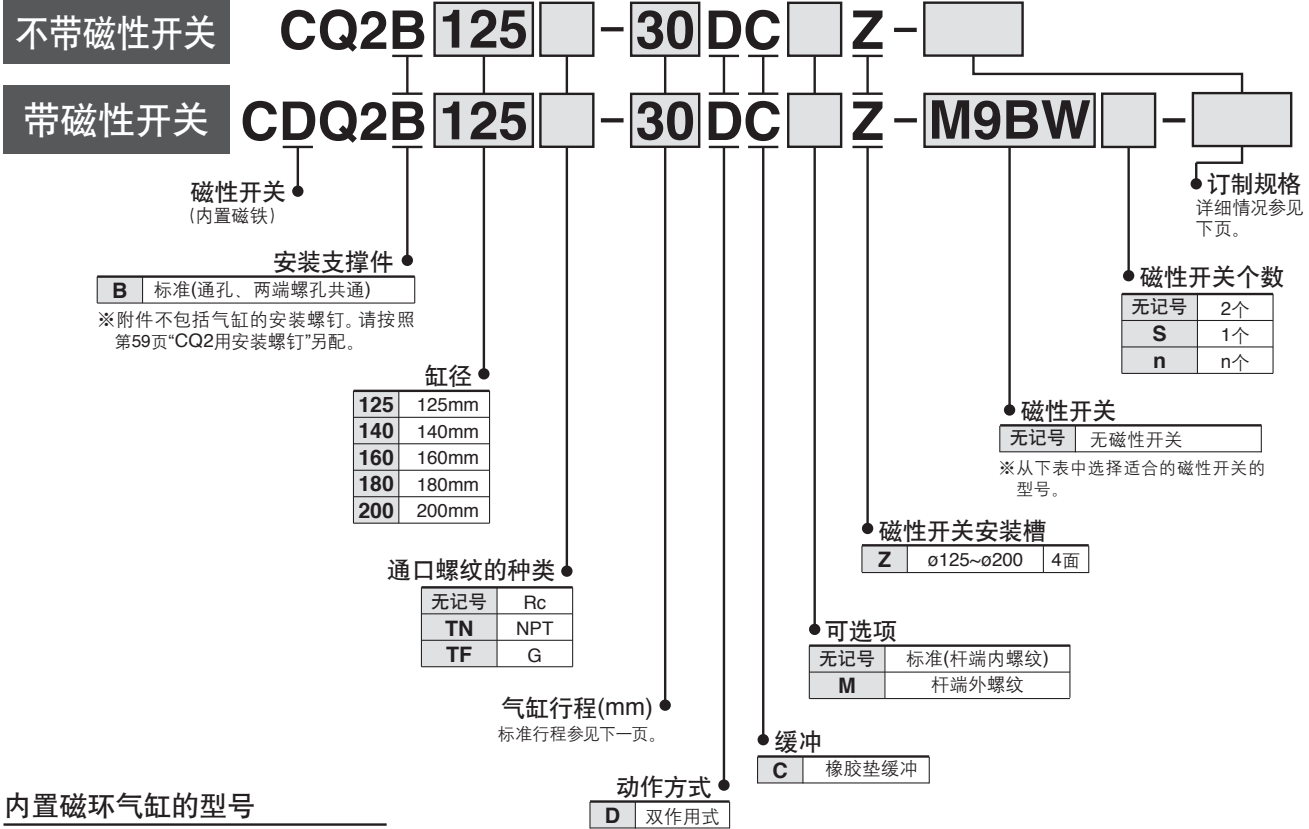 不带磁性开关 CQ2B 125 - 30 D C Z -
带磁性开关 CDQ2B 125 - 30 D C Z - M9BW -
磁性开关
(内置磁铁)
安装支撑件
B 标准(通孔、两端螺孔共通)
※附件不包括气缸的安装螺钉。请按照
第59页“CQ2用安装螺钉”另配。
缸径
125 125mm
140 140mm
160 160mm
180 180mm
200 200mm
通口螺纹的种类
无记号 Rc
TN NPT
TF G
气缸行程(mm)
标准行程参见下一页。
动作方式
D 双作用式
缓冲
C 橡胶垫缓冲
可选项
无记号 标准(杆端内螺纹)
M 杆端外螺纹
磁性开关安装槽
Z ø125~ø200 4面
磁性开关
无记号 无磁性开关
※从下表中选择适合的磁性开关的
型号。
磁性开关个数
无记号 2个
S 1个
n n个
订制规格
详细情况参见
下页。
内置磁环气缸的型号